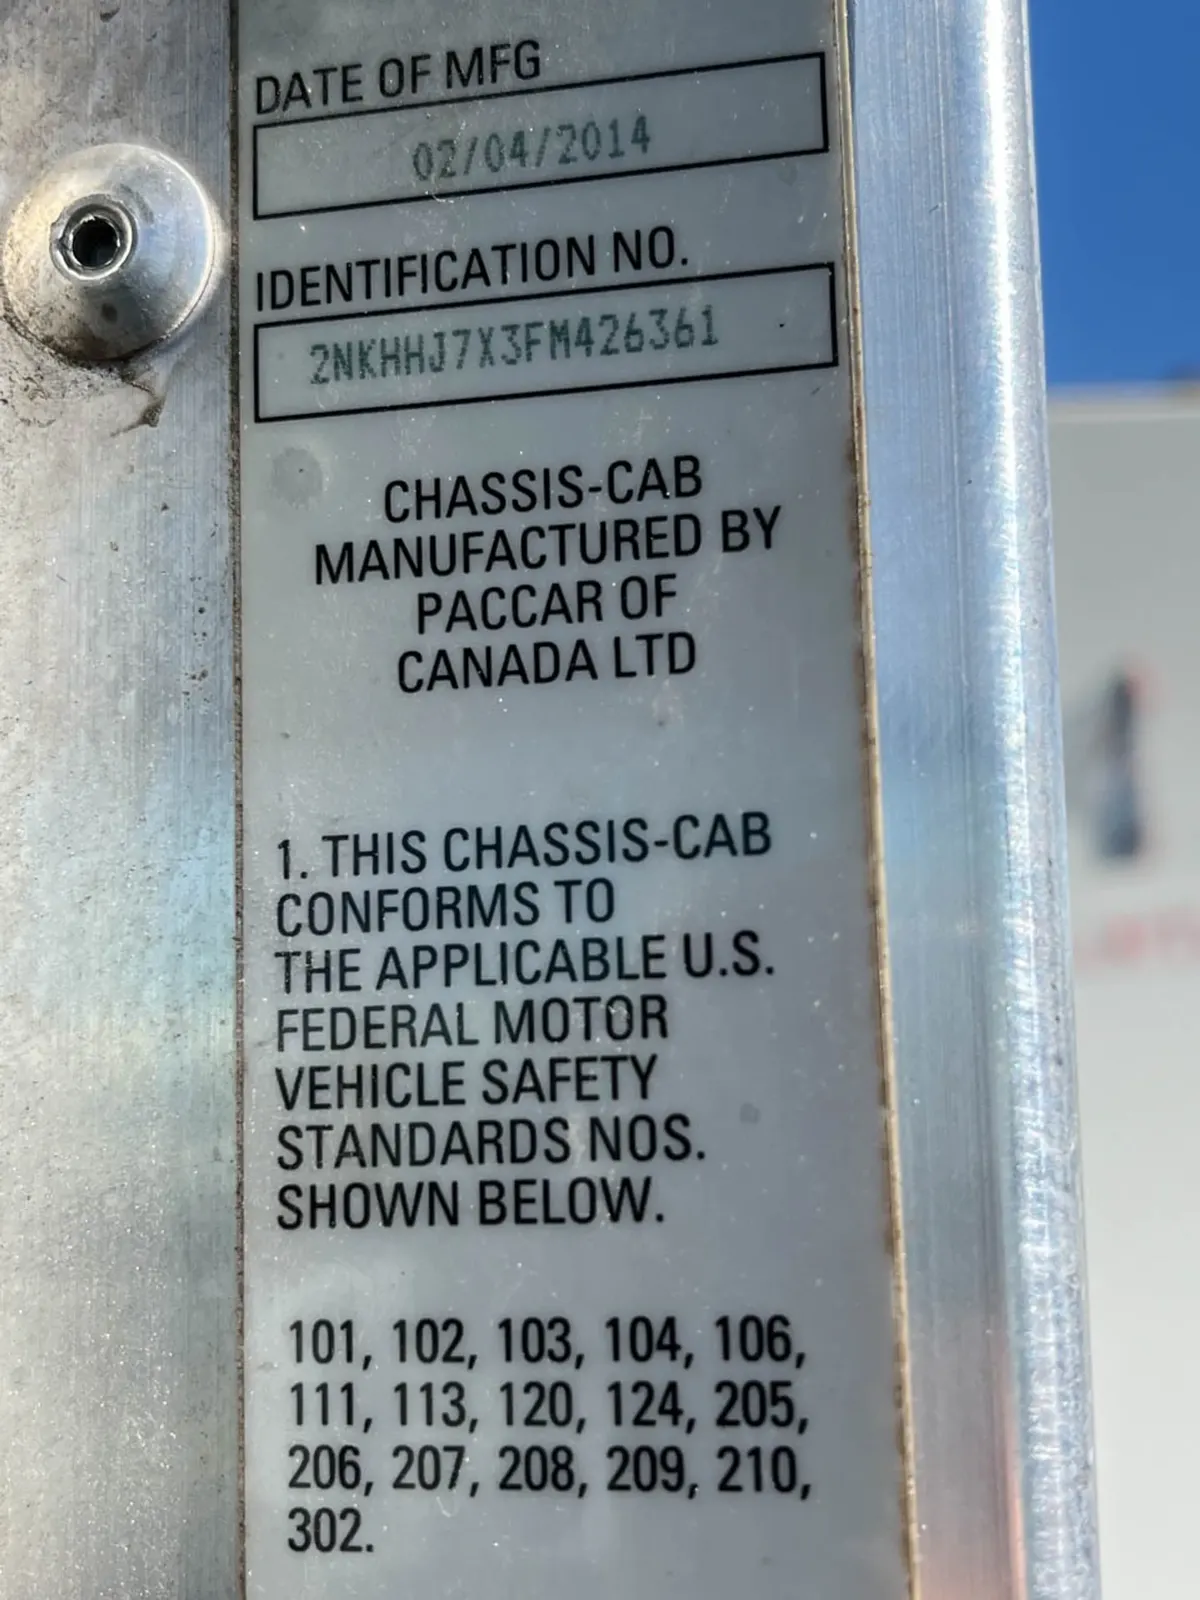 DATE OF MFG
02/04/2014
IDENTIFICATION NO.
2NKHHJ7X3FM426361
CHASSIS-CAB
MANUFACTURED BY
PACCAR OF
CANADA LTD
1. THIS CHASSIS-CAB
CONFORMS TO
THE APPLICABLE U.S.
FEDERAL MOTOR
VEHICLE SAFETY
STANDARDS NOS.
SHOWN BELOW.
101, 102, 103, 104, 106,
111, 113, 120, 124, 205,
206, 207, 208, 209, 210,
302.